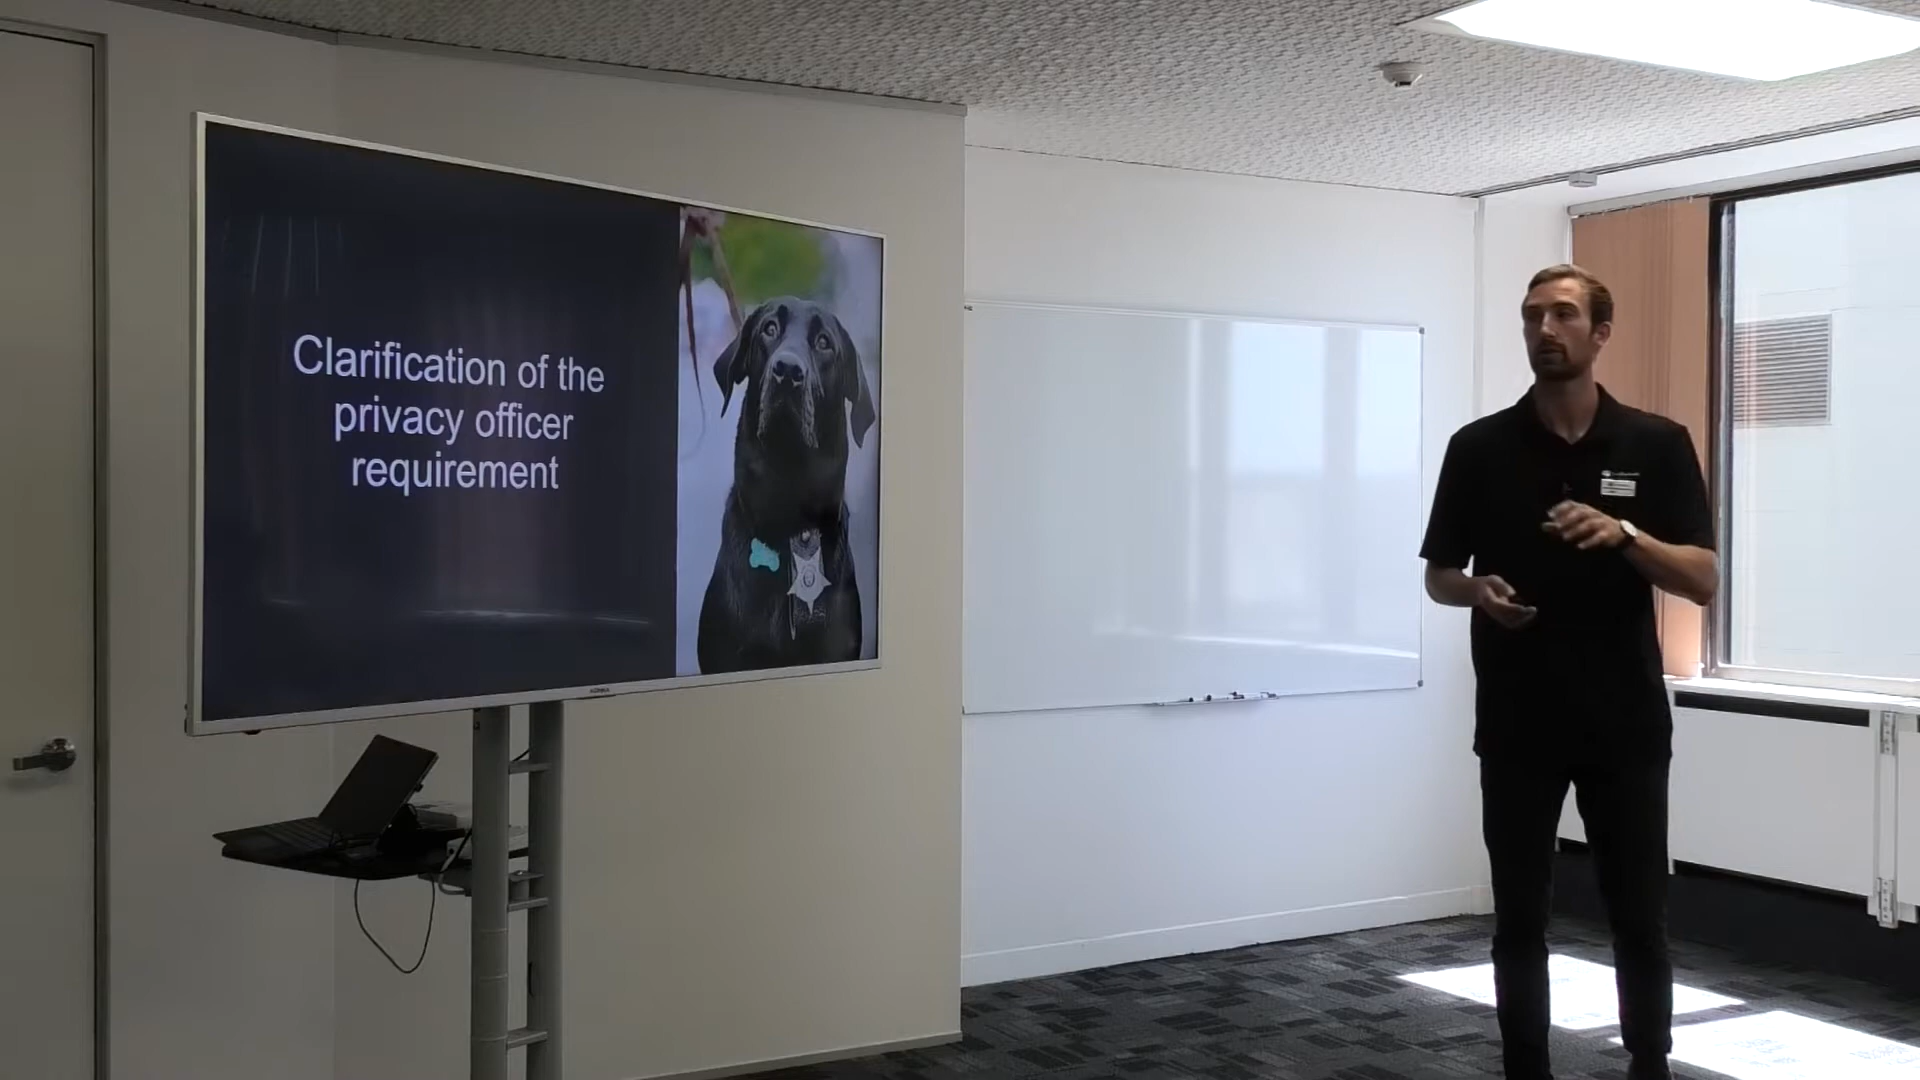 Clarification of the
privacy officer
requirement